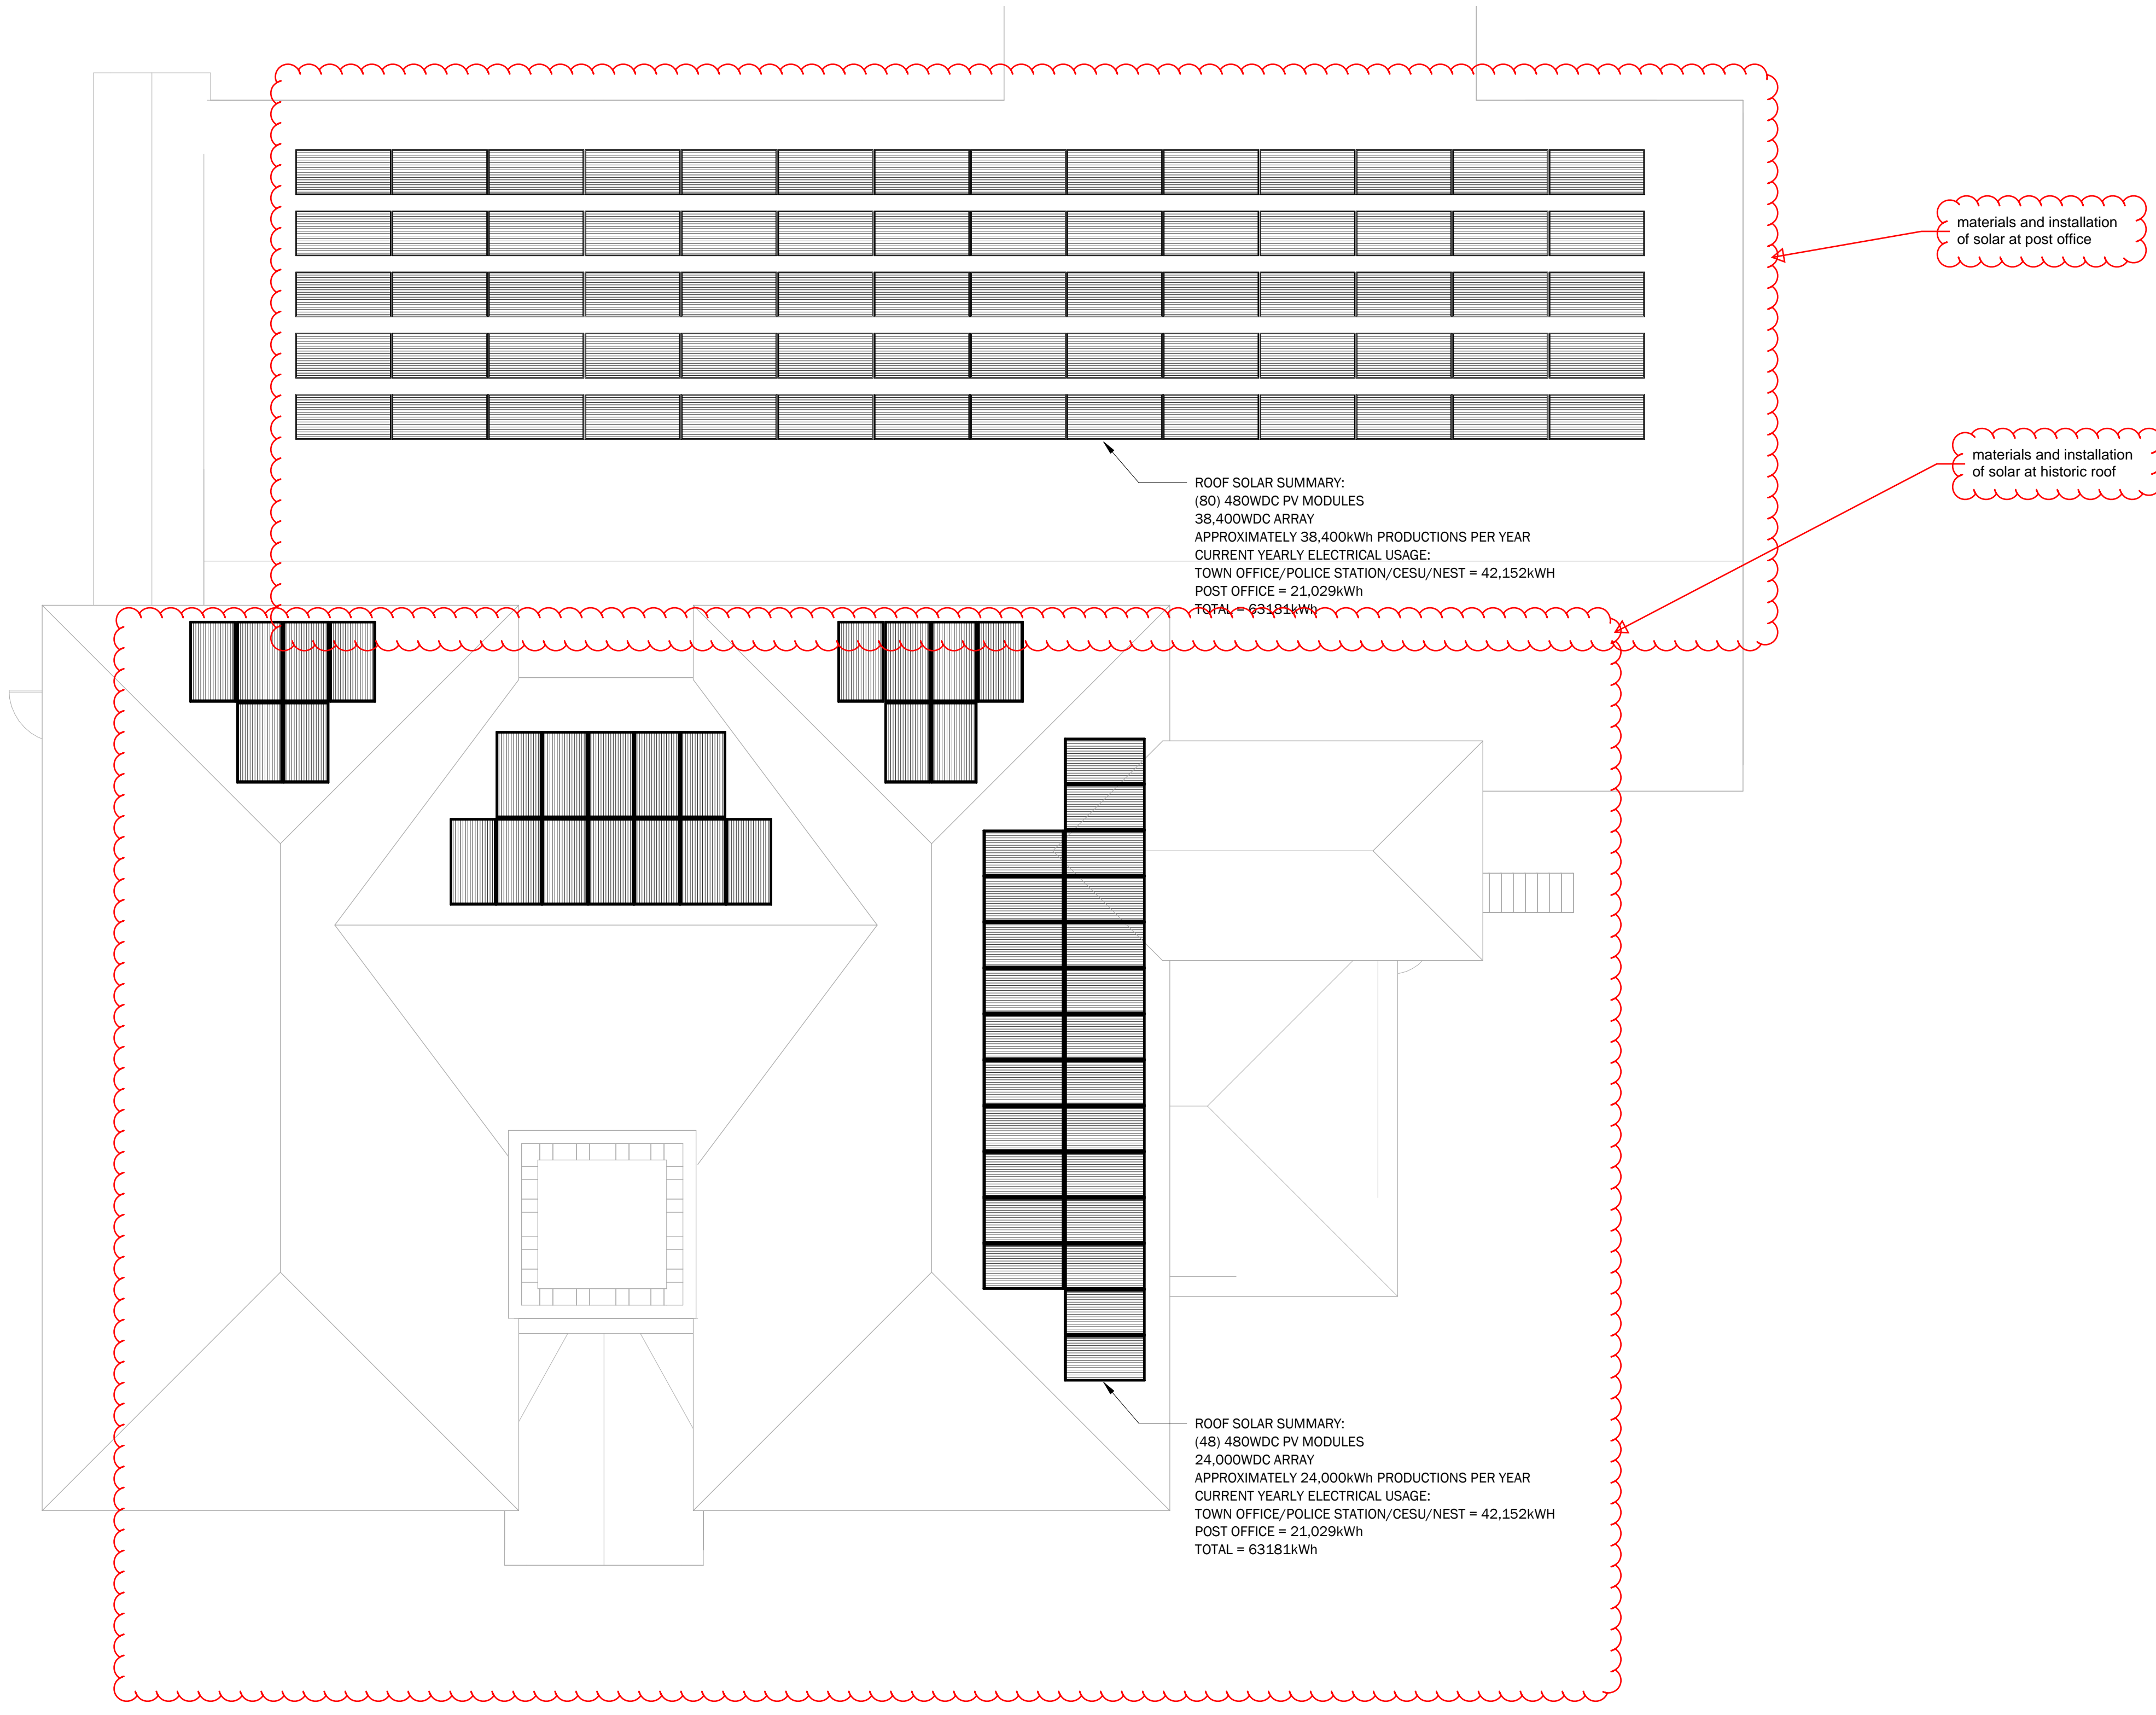 materials and installation
of solar at post office
materials and installation
of solar at historic roof
ROOF SOLAR SUMMARY:
(80) 480WDC PV MODULES
38,400WDC ARRAY
APPROXIMATELY 38,400kWh PRODUCTIONS PER YEAR
CURRENT YEARLY ELECTRICAL USAGE:
TOWN OFFICE/POLICE STATION/CESU/NEST = 42,152kWH
POST OFFICE = 21,029kWh
TOTAL = 63181kWh
ROOF SOLAR SUMMARY:
(48) 480WDC PV MODULES
24,000WDC ARRAY
APPROXIMATELY 24,000kWh PRODUCTIONS PER YEAR
CURRENT YEARLY ELECTRICAL USAGE:
TOWN OFFICE/POLICE STATION/CESU/NEST = 42,152kWH
POST OFFICE = 21,029kWh
TOTAL = 63181kWh